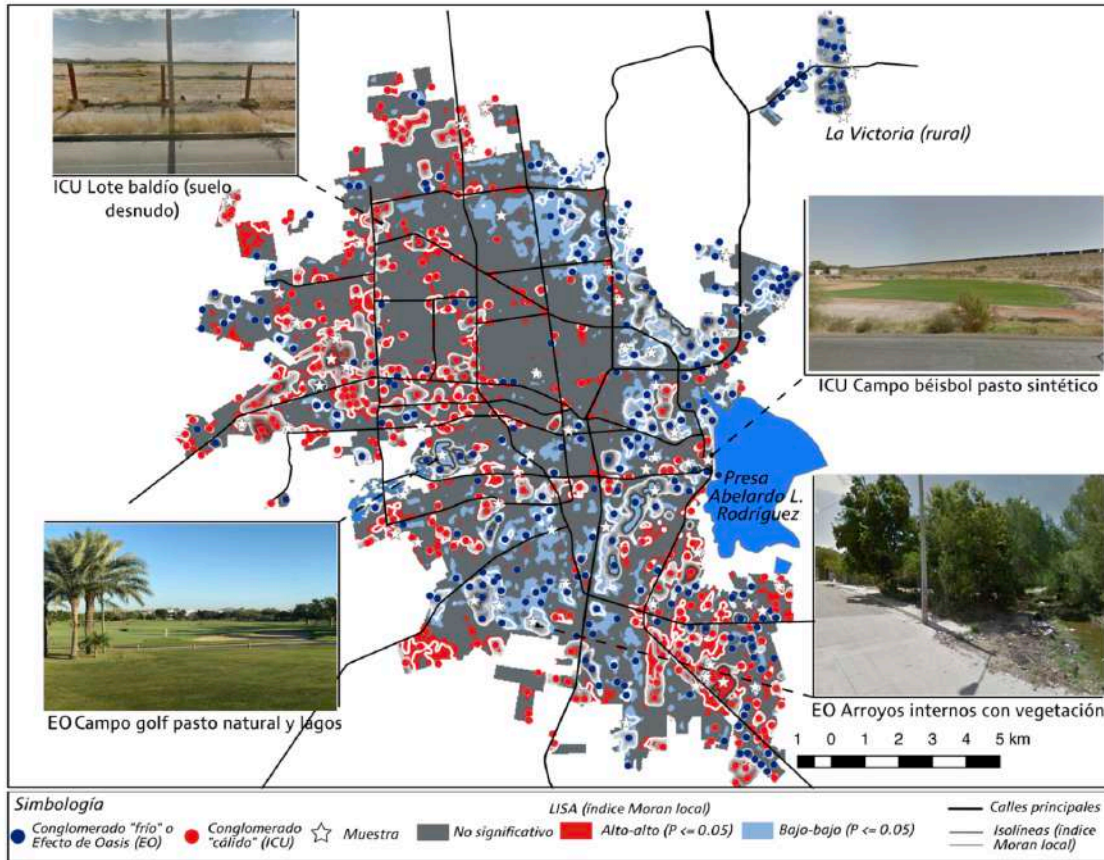 La Victoria (rural)
ICU Lote baldío (suelo
desnudo)
ICU Campo béisbol pasto sintético
Presa
Abelardo L.
Rodríguez
EO Campo golf pasto natural y lagos
EO Arroyos internos con vegetación
1 0 1 2 3 4 5 km
Simbología
Conglomerado "frío" o
Efecto de Oasis (EO)
Conglomerado
"cálido" (ICU)
Muestra
LISA (índice Moran local)
No significativo
Alto-alto (P <= 0.05)
Bajo-bajo (P <= 0.05)
Calles principales
Isolíneas (índice
Moran local)